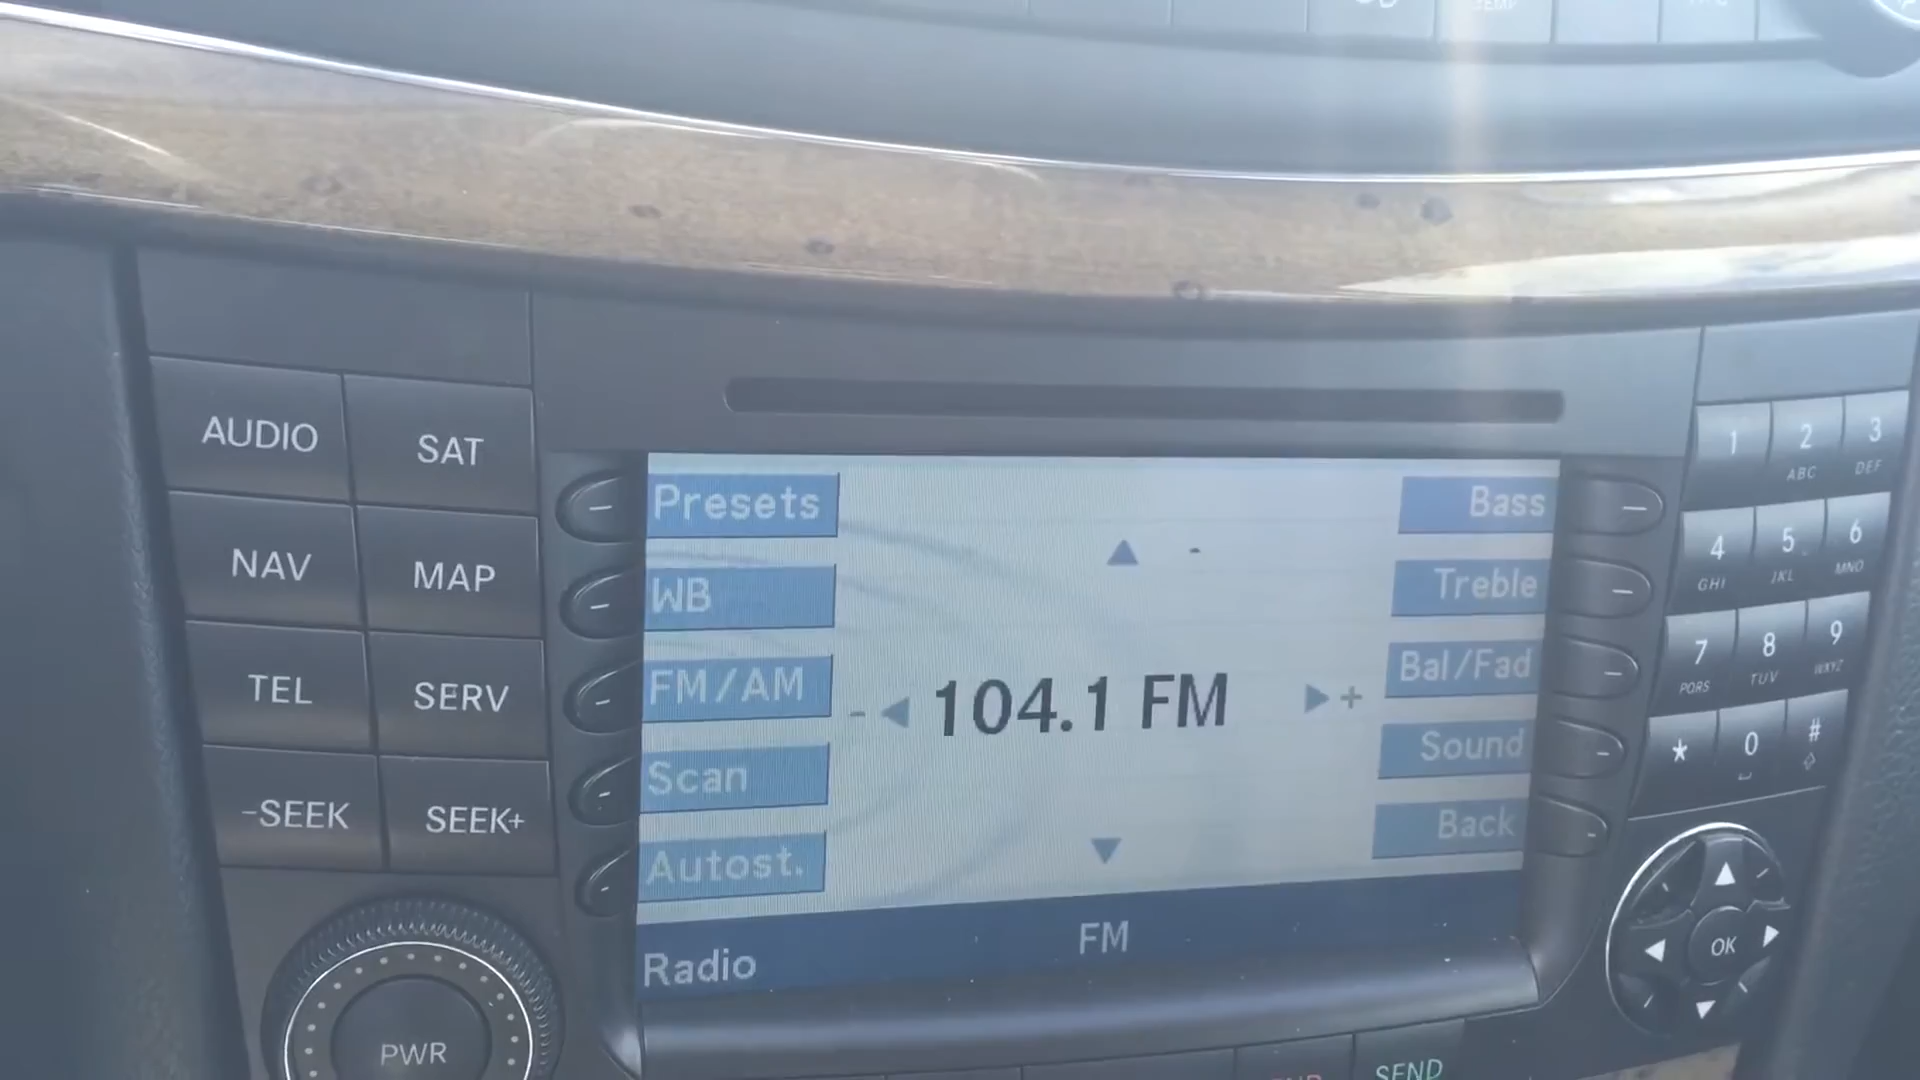 AUDIO
SAT
NAV
MAP
TEL
SERV
-SEEK
SEEK+
PWR
Presets
WB
FM/AM
Scan
Autost.
- 104.1 FM +
Bass
Treble
Bal/Fad
Sound
Back
Radio
FM
1
2
ABC
3
DEF
4
GHI
5
JKL
6
MNO
7
PQRS
8
TUV
9
WXYZ
*
0
#
OK
SEND